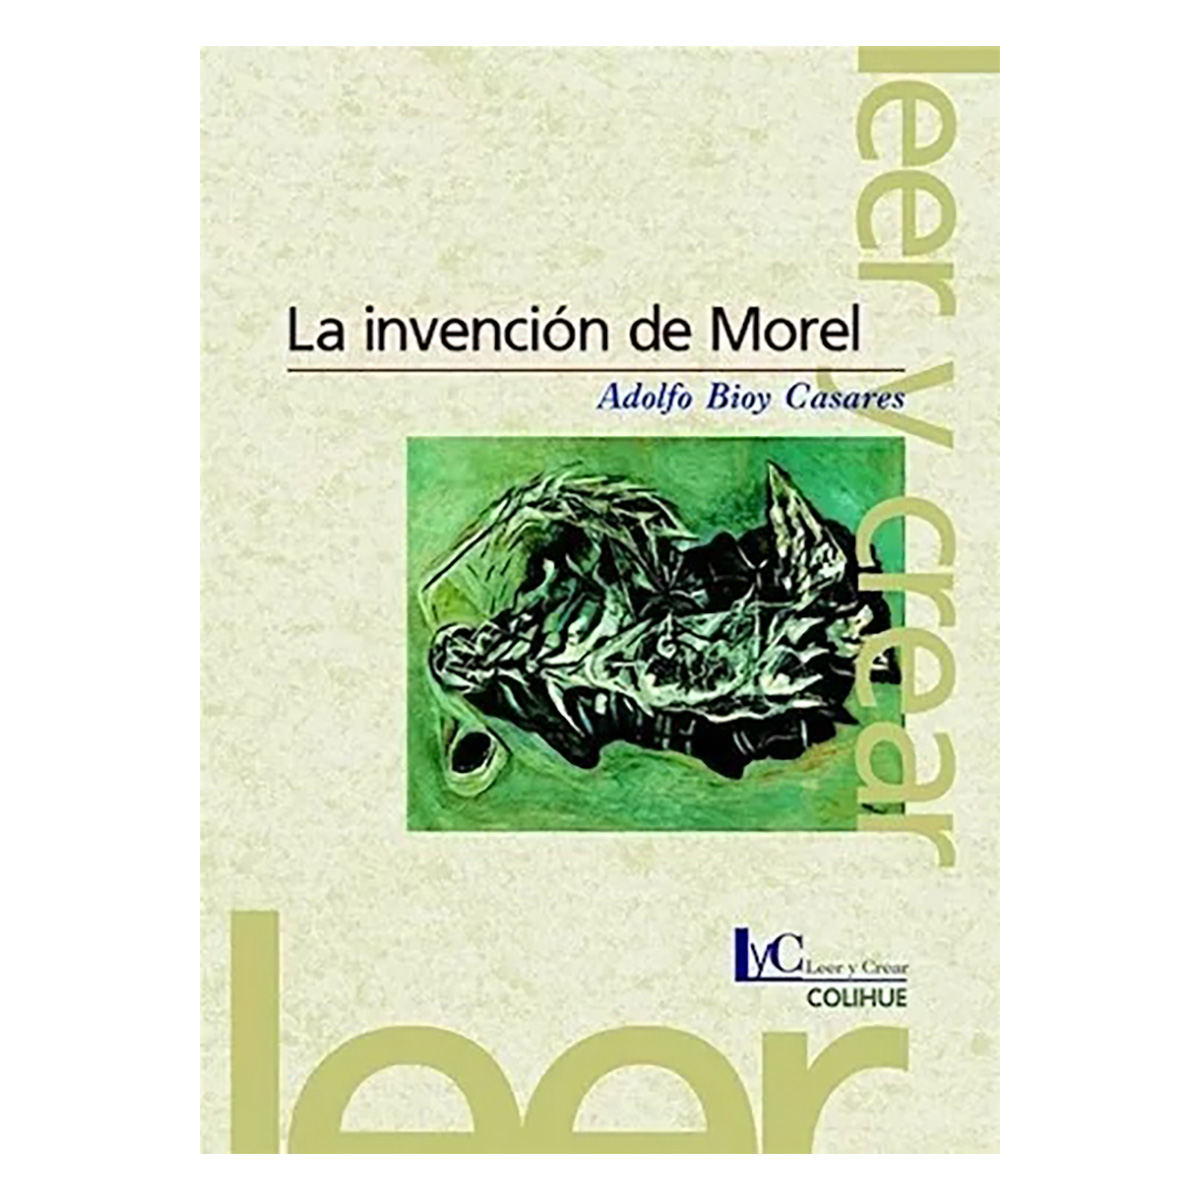 leer y crear
La invención de Morel
Adolfo Bioy Casares
LyC Leer y Crear
COLIHUE
leer